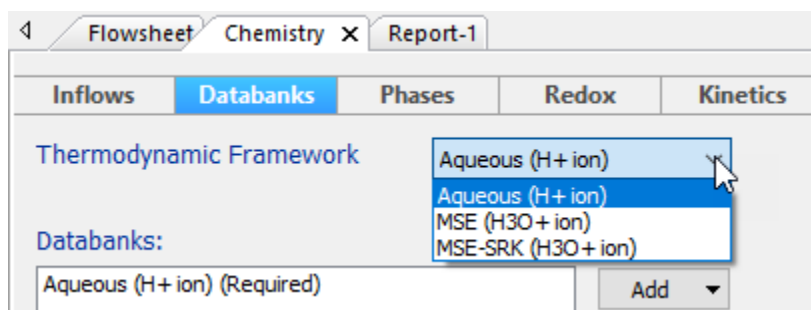 Flowsheet Chemistry Report-1
Inflows Databanks Phases Redox Kinetics
Thermodynamic Framework Aqueous (H+ ion)
Aqueous (H+ ion)
MSE (H3O+ ion)
MSE-SRK (H3O+ ion)
Databanks:
Aqueous (H+ ion) (Required) Add